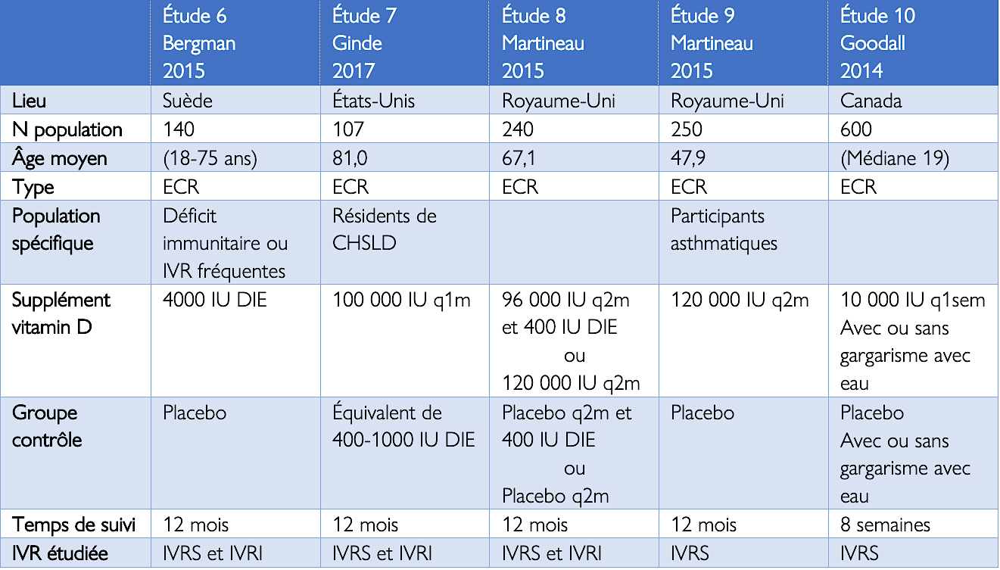 Étude 6 Étude 7 Étude 8 Étude 9 Étude 10
Bergman Ginde Martineau Martineau Goodall
2015 2017 2015 2015 2014
Lieu Suède États-Unis Royaume-Uni Royaume-Uni Canada
N population 140 107 240 250 600
Âge moyen (18-75 ans) 81,0 67,1 47,9 (Médiane 19)
Type ECR ECR ECR ECR ECR
Population Déficit Résidents de Participants
spécifique immunitaire ou CHSLD asthmatiques
IVR fréquentes
Supplément 4000 IU DIE 100 000 IU q1m 96 000 IU q2m 120 000 IU q2m 10 000 IU q1sem
vitamin D et 400 IU DIE Avec ou sans
ou gargarisme avec
120 000 IU q2m eau
Groupe Placebo Équivalent de Placebo q2m et Placebo Placebo
contrôle 400-1000 IU DIE 400 IU DIE Avec ou sans
ou gargarisme avec
Placebo q2m eau
Temps de suivi 12 mois 12 mois 12 mois 12 mois 8 semaines
IVR étudiée IVRS et IVRI IVRS et IVRI IVRS et IVRI IVRS IVRS